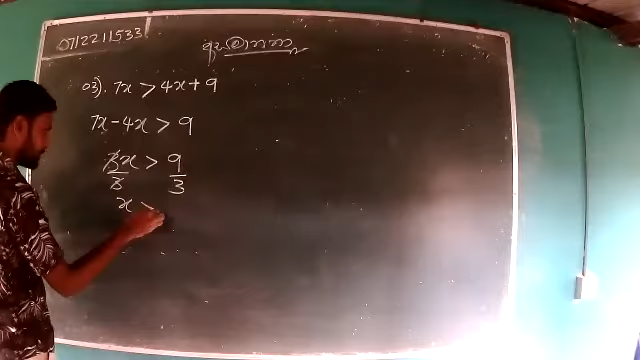 0712211533
03). 7x > 4x + 9
7x - 4x > 9
3x/3 > 9/3
x >